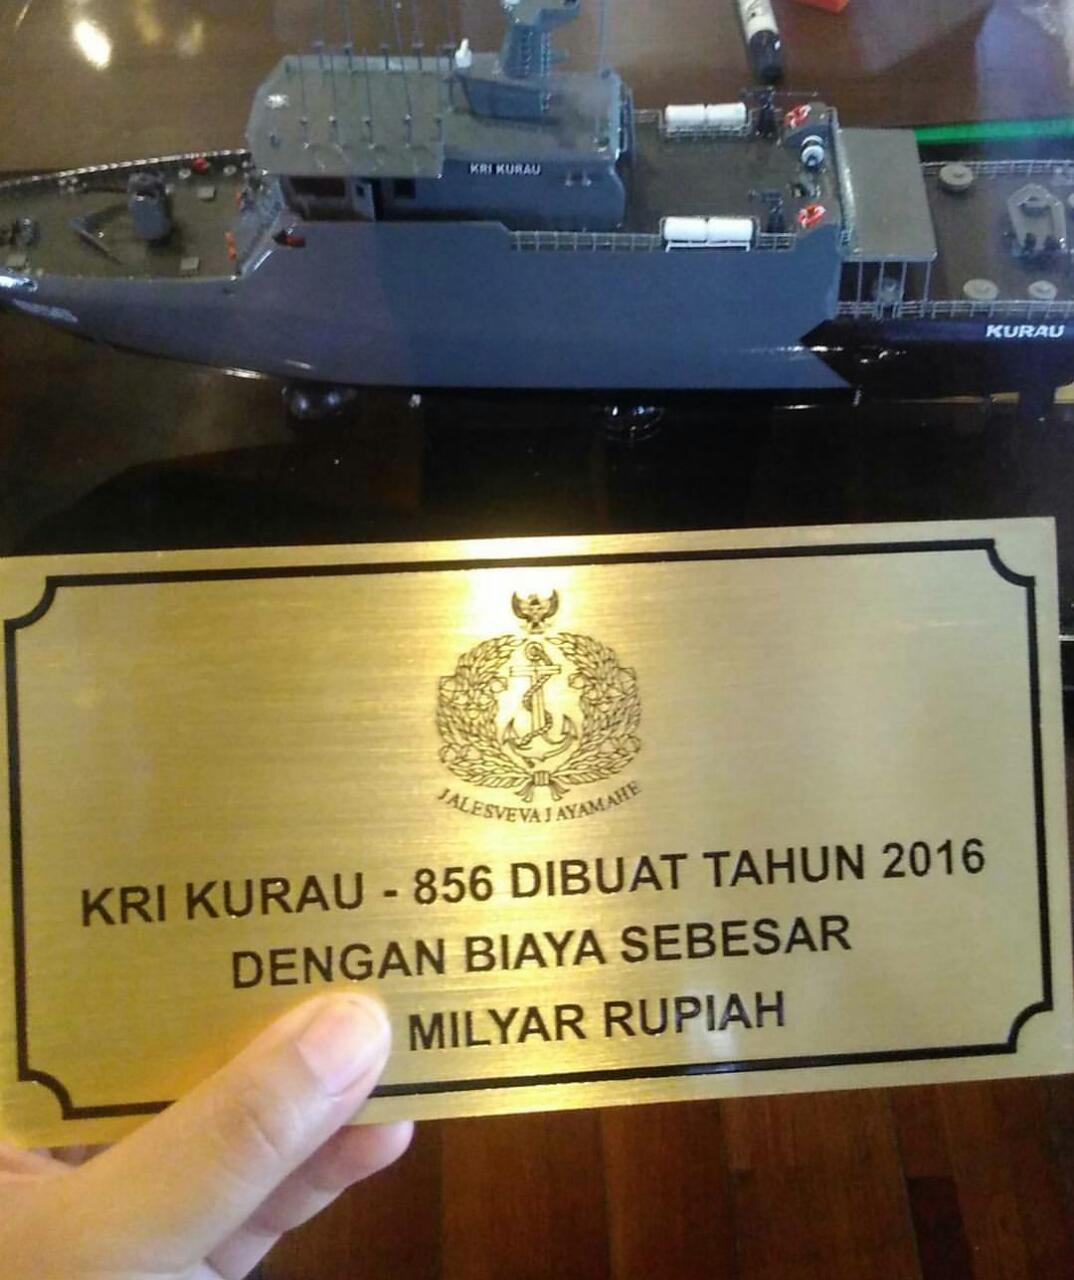 KRI KURAU
KURAU
JALESVEVA JAYAMAHE
KRI KURAU - 856 DIBUAT TAHUN 2016
DENGAN BIAYA SEBESAR
MILYAR RUPIAH